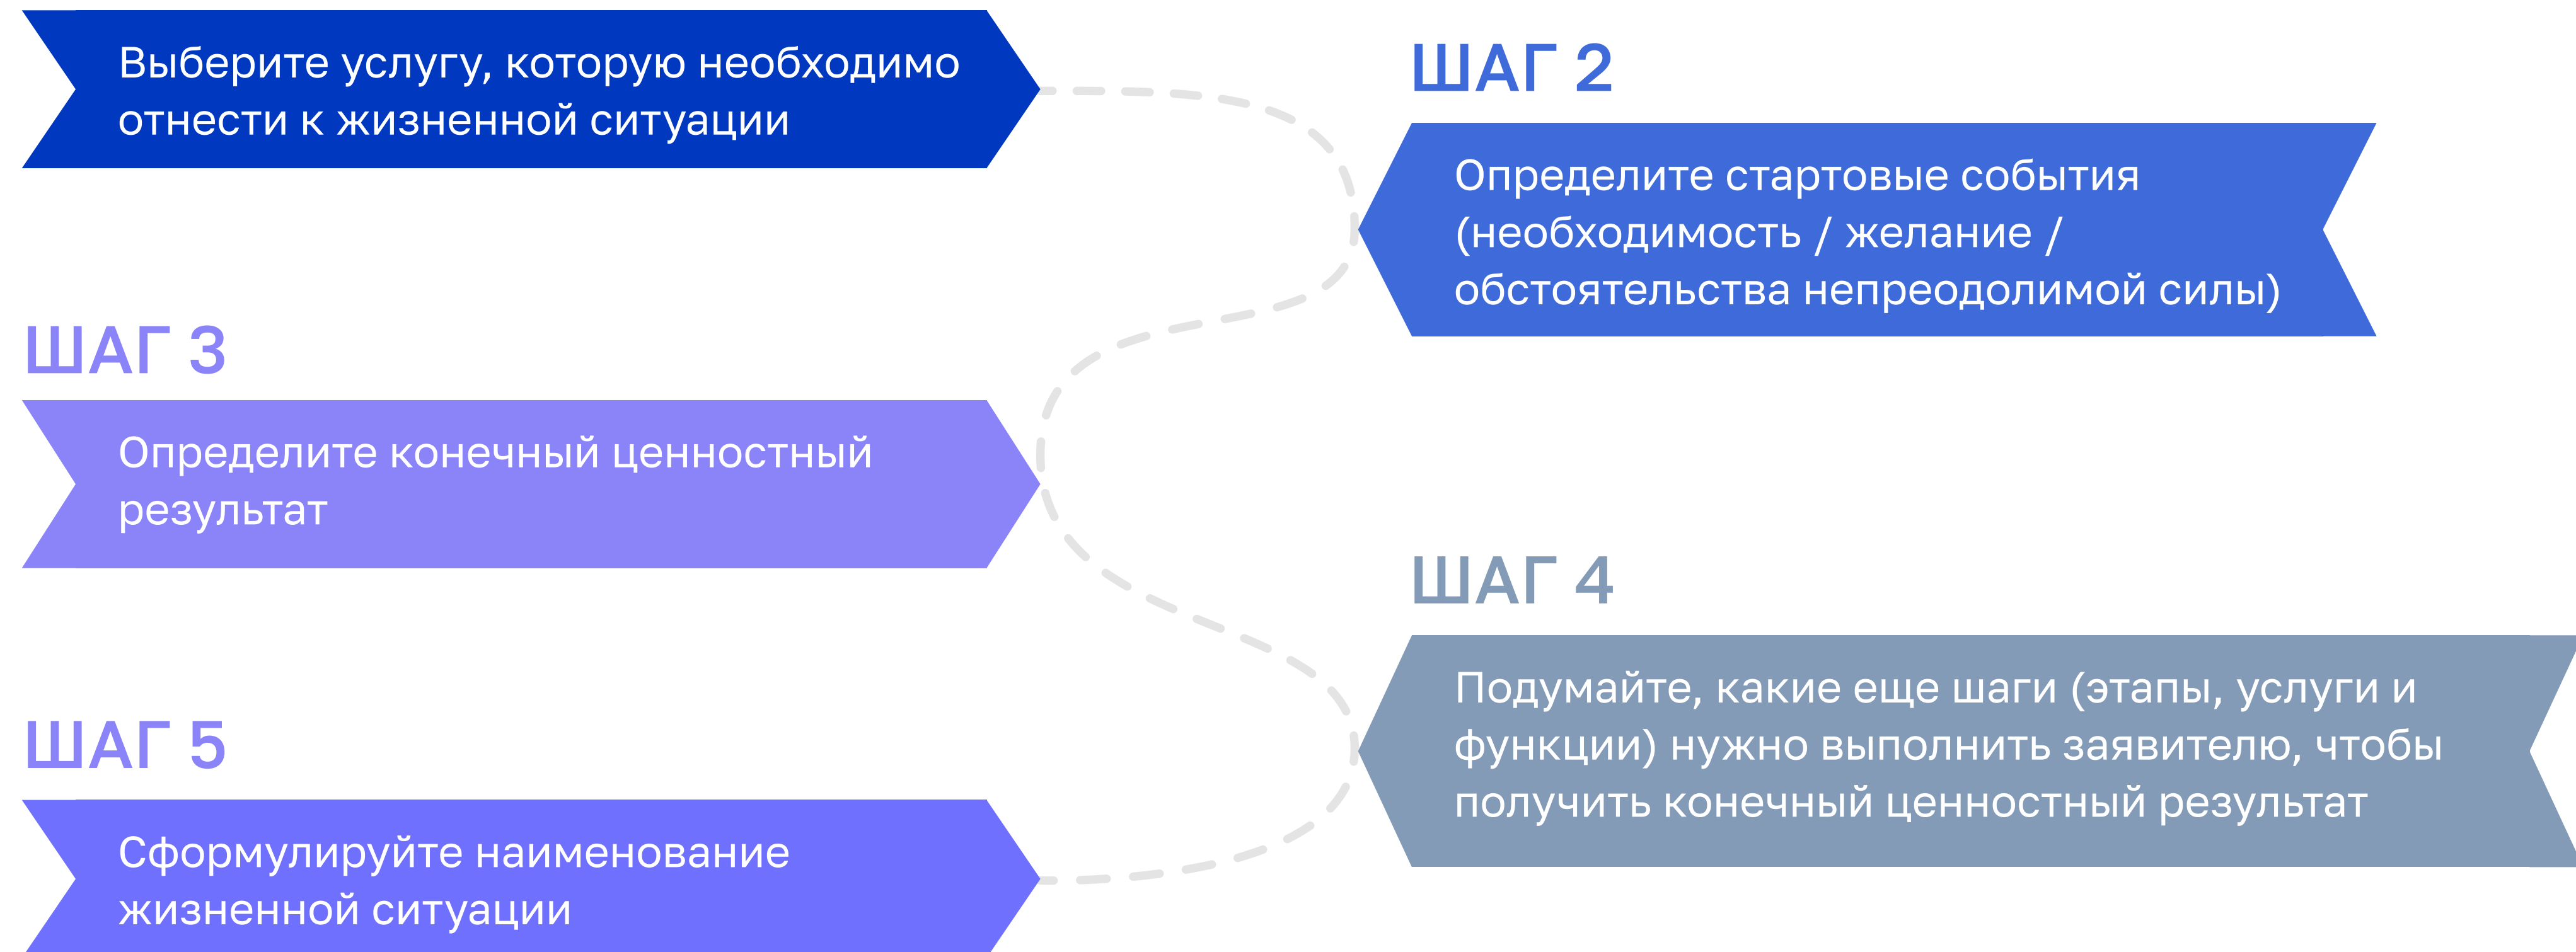 Выберите услугу, которую необходимо
отнести к жизненной ситуации
ШАГ 2
Определите стартовые события
(необходимость / желание /
обстоятельства непреодолимой силы)
ШАГ 3
Определите конечный ценностный
результат
ШАГ 4
Подумайте, какие еще шаги (этапы, услуги и
функции) нужно выполнить заявителю, чтобы
получить конечный ценностный результат
ШАГ 5
Сформулируйте наименование
жизненной ситуации